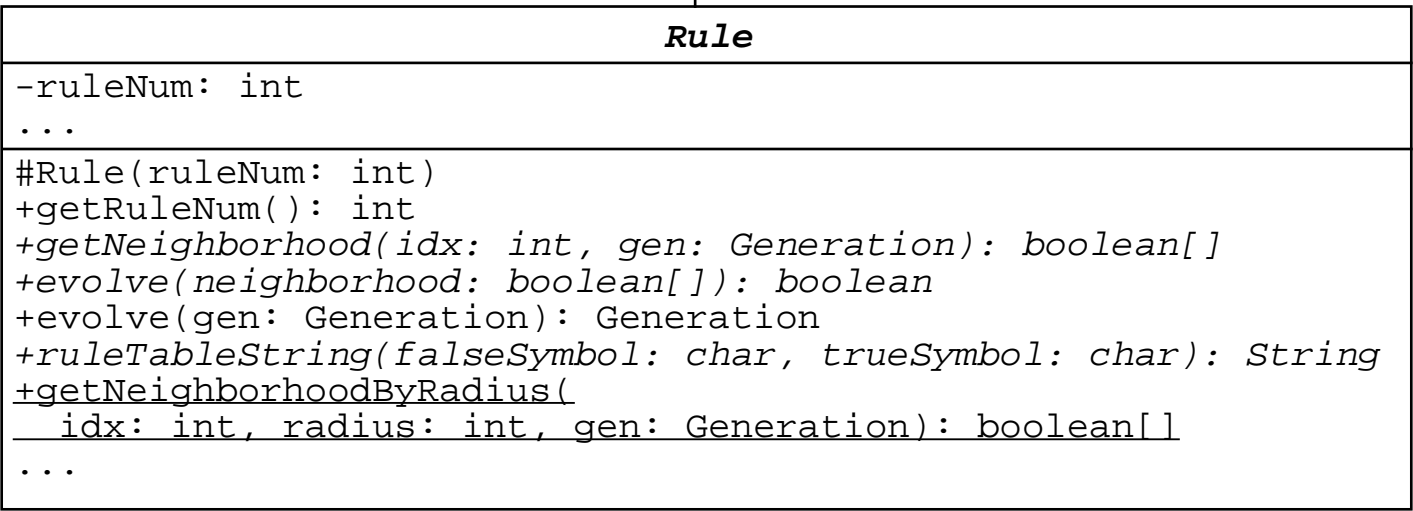 Rule
-ruleNum: int
...
#Rule(ruleNum: int)
+getRuleNum(): int
+getNeighborhood(idx: int, gen: Generation): boolean[]
+evolve(neighborhood: boolean[]): boolean
+evolve(gen: Generation): Generation
+ruleTableString(falseSymbol: char, trueSymbol: char): String
+getNeighborhoodByRadius(
  idx: int, radius: int, gen: Generation): boolean[]
...